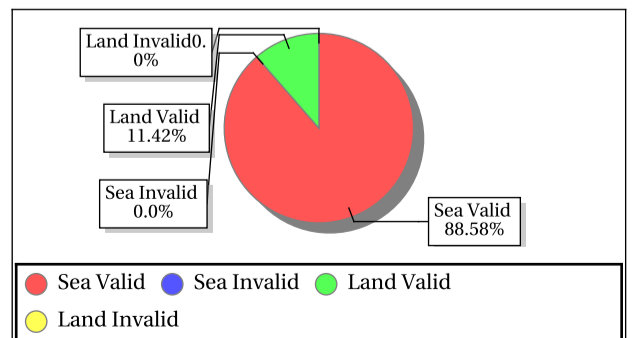 Land Invalid0.
0%
Land Valid
11.42%
Sea Invalid
0.0%
Sea Valid
88.58%
Sea Valid Sea Invalid Land Valid
Land Invalid